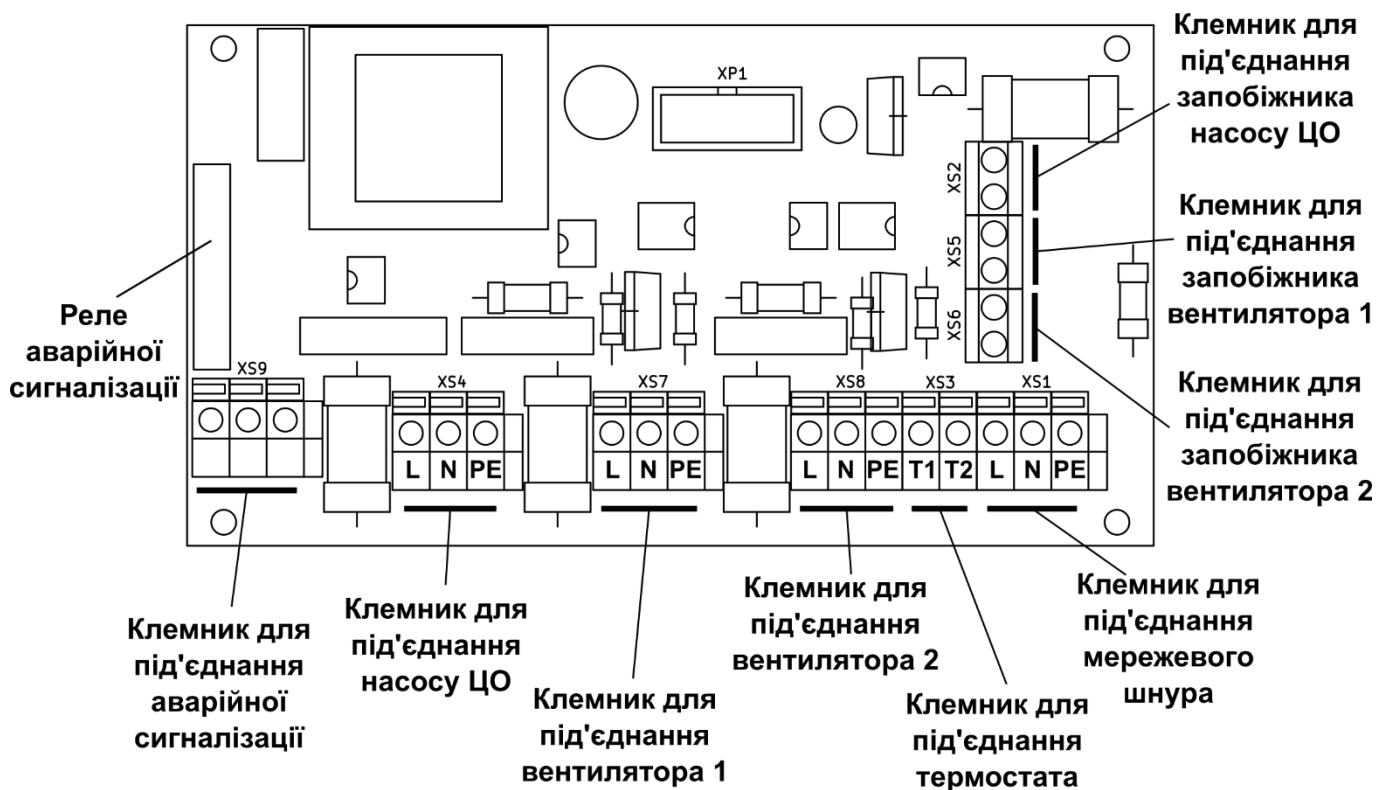 Клемник для
під'єднання
запобіжника
насосу ЦО
Клемник для
під'єднання
запобіжника
вентилятора 1
Клемник для
під'єднання
запобіжника
вентилятора 2
Реле
аварійної
сигналізації
XP1
XS2
XS5
XS6
XS9
XS4
XS7
XS8
XS3
XS1
L
N
PE
L
N
PE
L
N
PE
T1
T2
L
N
PE
Клемник для
під'єднання
аварійної
сигналізації
Клемник для
під'єднання
насосу ЦО
Клемник для
під'єднання
вентилятора 1
Клемник для
під'єднання
вентилятора 2
Клемник для
під'єднання
термостата
Клемник для
під'єднання
мережевого
шнура